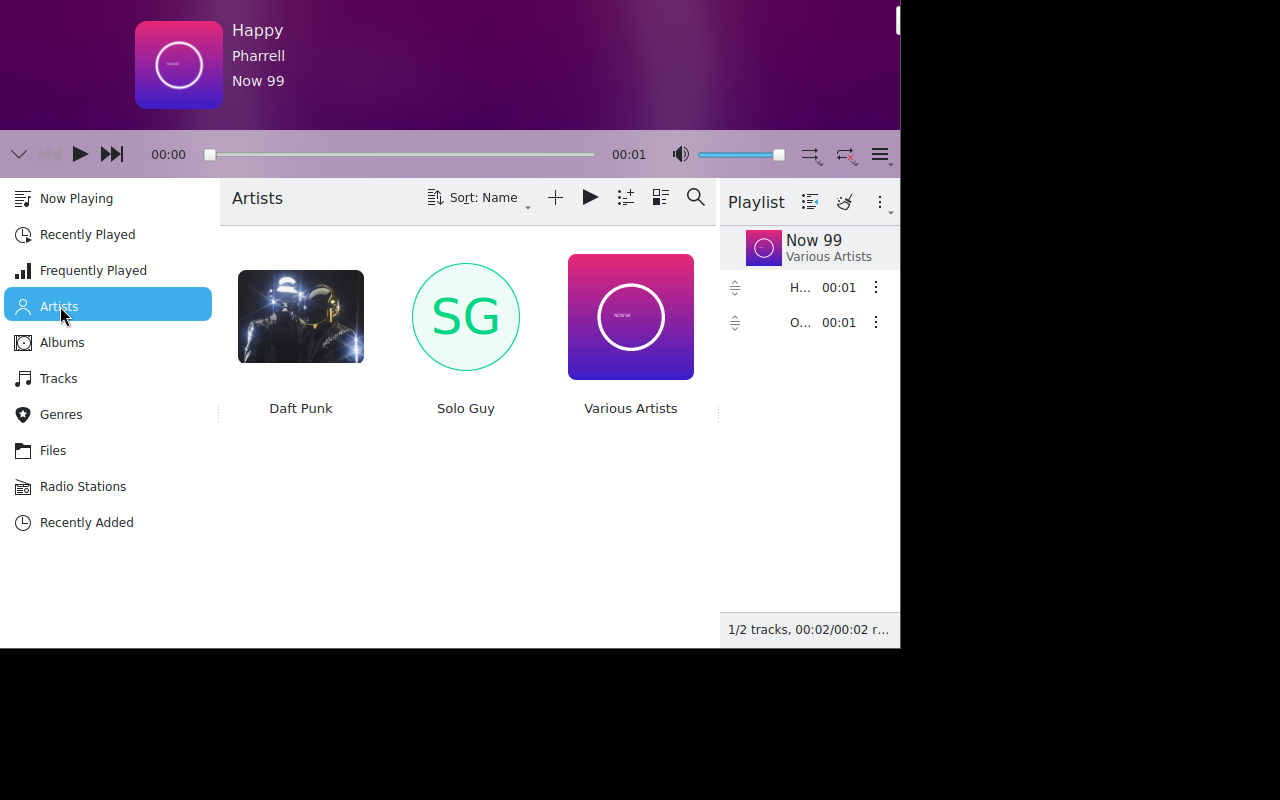 Happy
Pharrell
Now 99
00:00
00:01
Now Playing
Recently Played
Frequently Played
Artists
Albums
Tracks
Genres
Files
Radio Stations
Recently Added
Artists
Sort: Name
SG
NOW 99
Daft Punk
Solo Guy
Various Artists
Playlist
Now 99
Various Artists
H... 00:01
O... 00:01
1/2 tracks, 00:02/00:02 r...